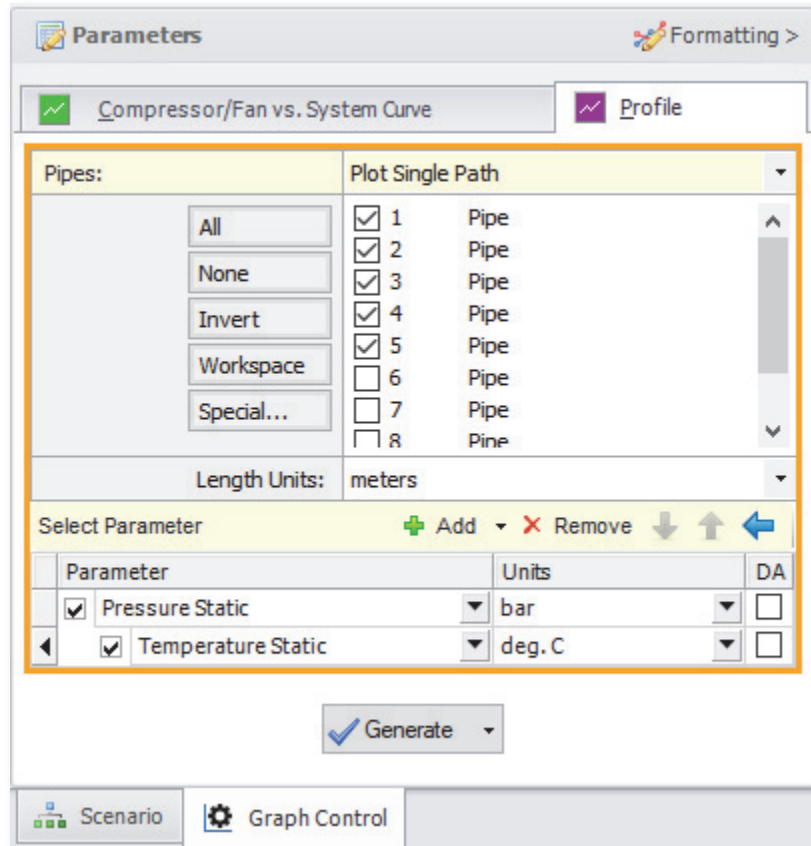 Parameters Formatting >
Compressor/Fan vs. System Curve Profile
Pipes: Plot Single Path
All 1 Pipe
2 Pipe
None 3 Pipe
Invert 4 Pipe
5 Pipe
Workspace 6 Pipe
Special... 7 Pipe
8 Pipe
Length Units: meters
Select Parameter Add Remove
Parameter Units DA
Pressure Static bar
Temperature Static deg. C
Generate
Scenario Graph Control